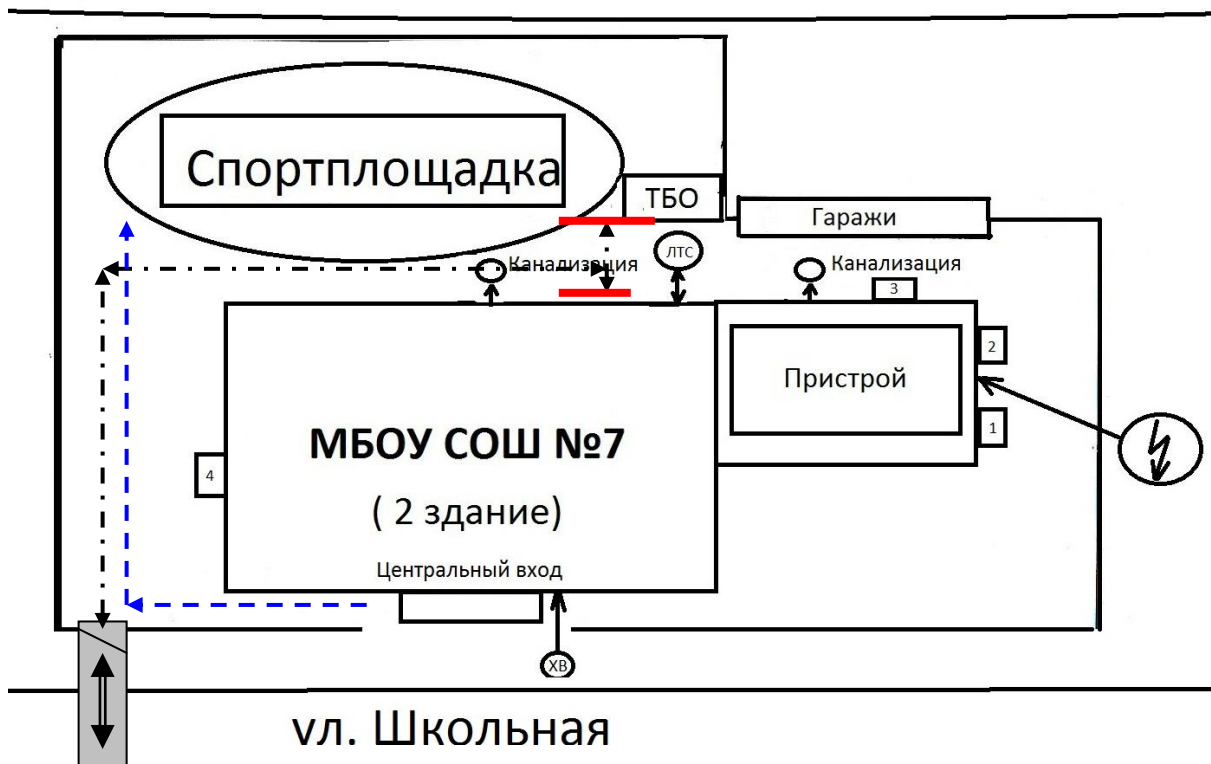 Спортплощадка
ТБО
Гаражи
Канализация
ЛТС
Канализация
3
2
Пристрой
1
МБОУ СОШ №7
4
( 2 здание)
Центральный вход
ХВ
ул. Школьная